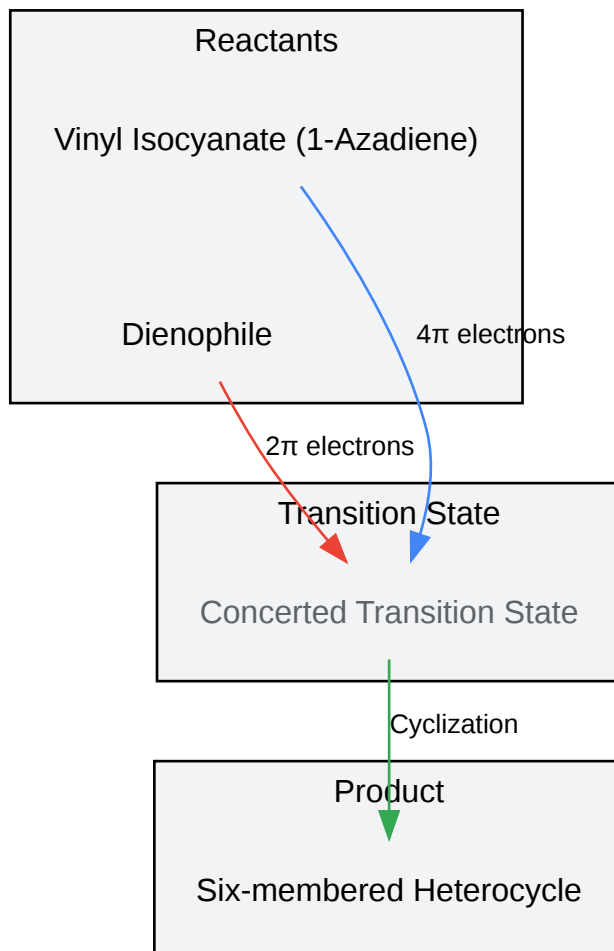 Reactants
Vinyl Isocyanate (1-Azadiene)
Dienophile
4π electrons
2π electrons
Transition State
Concerted Transition State
Cyclization
Product
Six-membered Heterocycle